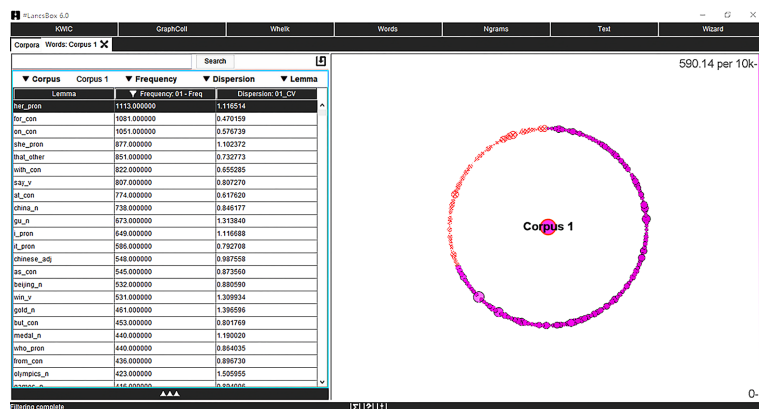 #LancsBox 6.0
KWIC GraphColl Whelk Words Ngrams Text Wizard
Corpora Words: Corpus 1
Search
▼ Corpus Corpus 1 ▼ Frequency ▼ Dispersion ▼ Lemma
Lemma Frequency: 01 - Freq Dispersion: 01_CV
her_pron 1113.000000 1.116514
for_con 1081.000000 0.470159
on_con 1051.000000 0.576739
she_pron 877.000000 1.102372
that_other 851.000000 0.732773
with_con 822.000000 0.655285
say_v 807.000000 0.807270
at_con 774.000000 0.617620
china_n 738.000000 0.846177
gu_n 673.000000 1.313840
i_pron 649.000000 1.116688
it_pron 586.000000 0.792708
chinese_adj 548.000000 0.987558
as_con 545.000000 0.873560
beijing_n 532.000000 0.880590
win_v 531.000000 1.309934
gold_n 461.000000 1.396596
but_con 453.000000 0.801769
medal_n 440.000000 1.190020
who_pron 440.000000 0.864035
from_con 436.000000 0.896730
olympics_n 423.000000 1.505955
games_n 416.000000 0.894006
Filtering complete
590.14 per 10k-
Corpus 1
0-